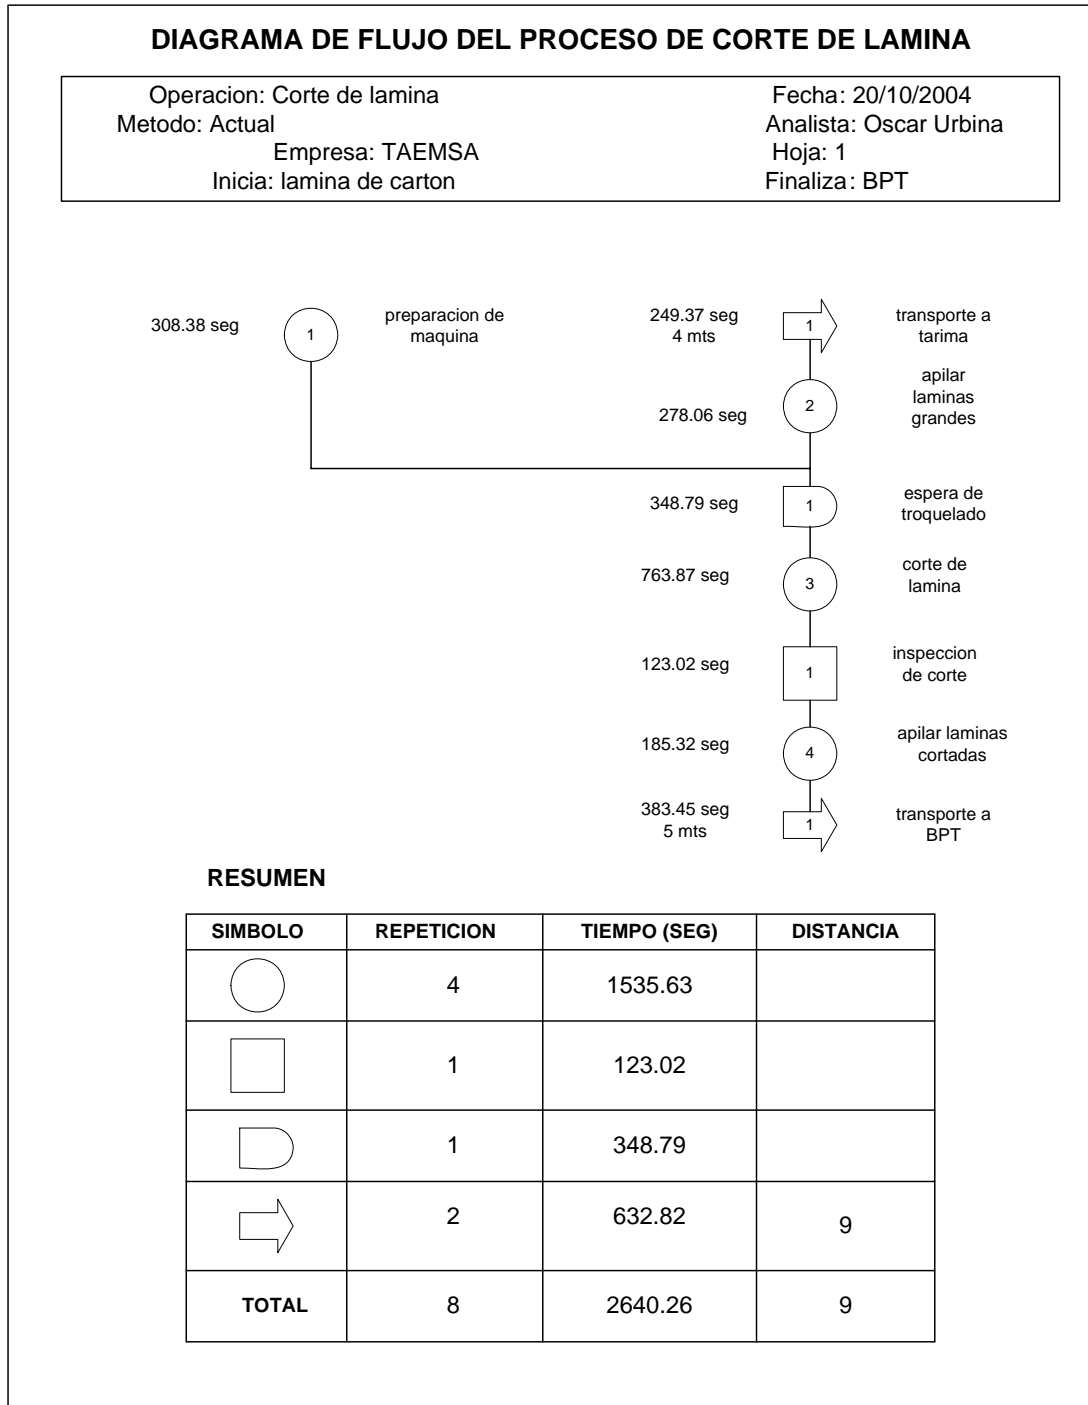 DIAGRAMA DE FLUJO DEL PROCESO DE CORTE DE LAMINA
Operacion: Corte de lamina Fecha: 20/10/2004
Metodo: Actual Analista: Oscar Urbina
Empresa: TAEMSA Hoja: 1
Inicia: lamina de carton Finaliza: BPT
308.38 seg
1
preparacion de
maquina
249.37 seg
4 mts
1
transporte a
tarima
278.06 seg
2
apilar
laminas
grandes
348.79 seg
1
espera de
troquelado
763.87 seg
3
corte de
lamina
123.02 seg
1
inspeccion
de corte
185.32 seg
4
apilar laminas
cortadas
383.45 seg
5 mts
1
transporte a
BPT
RESUMEN
SIMBOLO REPETICION TIEMPO (SEG) DISTANCIA
4 1535.63
1 123.02
1 348.79
2 632.82 9
TOTAL 8 2640.26 9